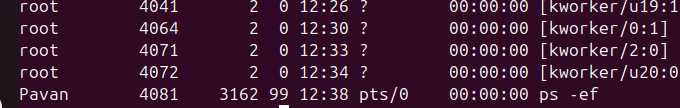 root 4041 2 0 12:26 ? 00:00:00 [kworker/u19:1
root 4064 2 0 12:30 ? 00:00:00 [kworker/0:1]
root 4071 2 0 12:33 ? 00:00:00 [kworker/2:0]
root 4072 2 0 12:34 ? 00:00:00 [kworker/u20:0
Pavan 4081 3162 99 12:38 pts/0 00:00:00 ps -ef